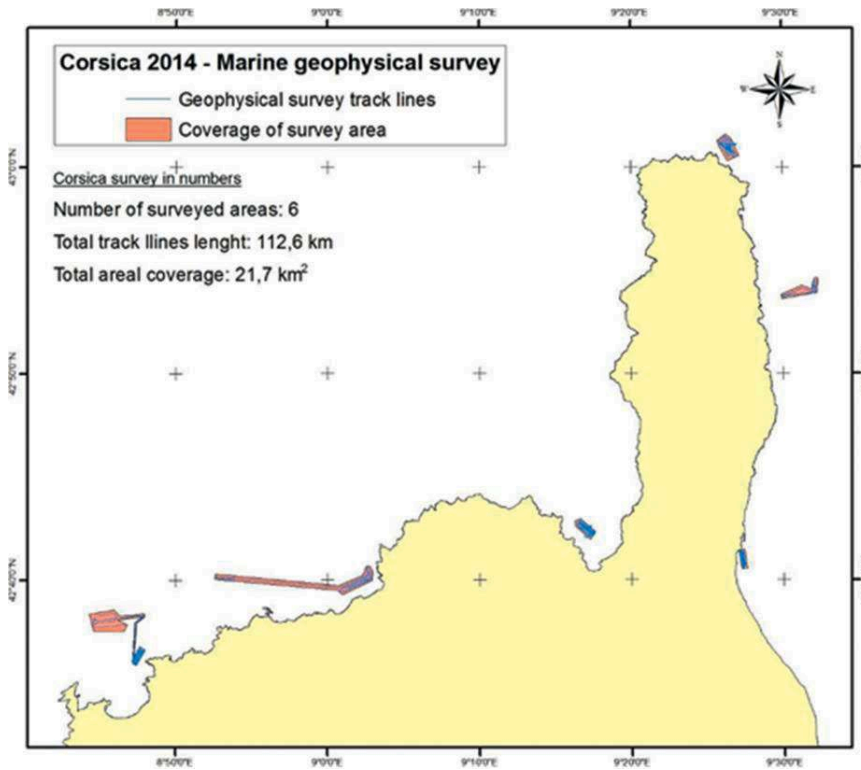 8°50'0"E 9°0'0"E 9°10'0"E 9°20'0"E 9°30'0"E
Corsica 2014 - Marine geophysical survey
Geophysical survey track lines
Coverage of survey area
N
W E
S
43°0'0"N
Corsica survey in numbers
Number of surveyed areas: 6
Total track llines lenght: 112,6 km
Total areal coverage: 21,7 km²
42°50'0"N
42°40'0"N
8°50'0"E 9°0'0"E 9°10'0"E 9°20'0"E 9°30'0"E